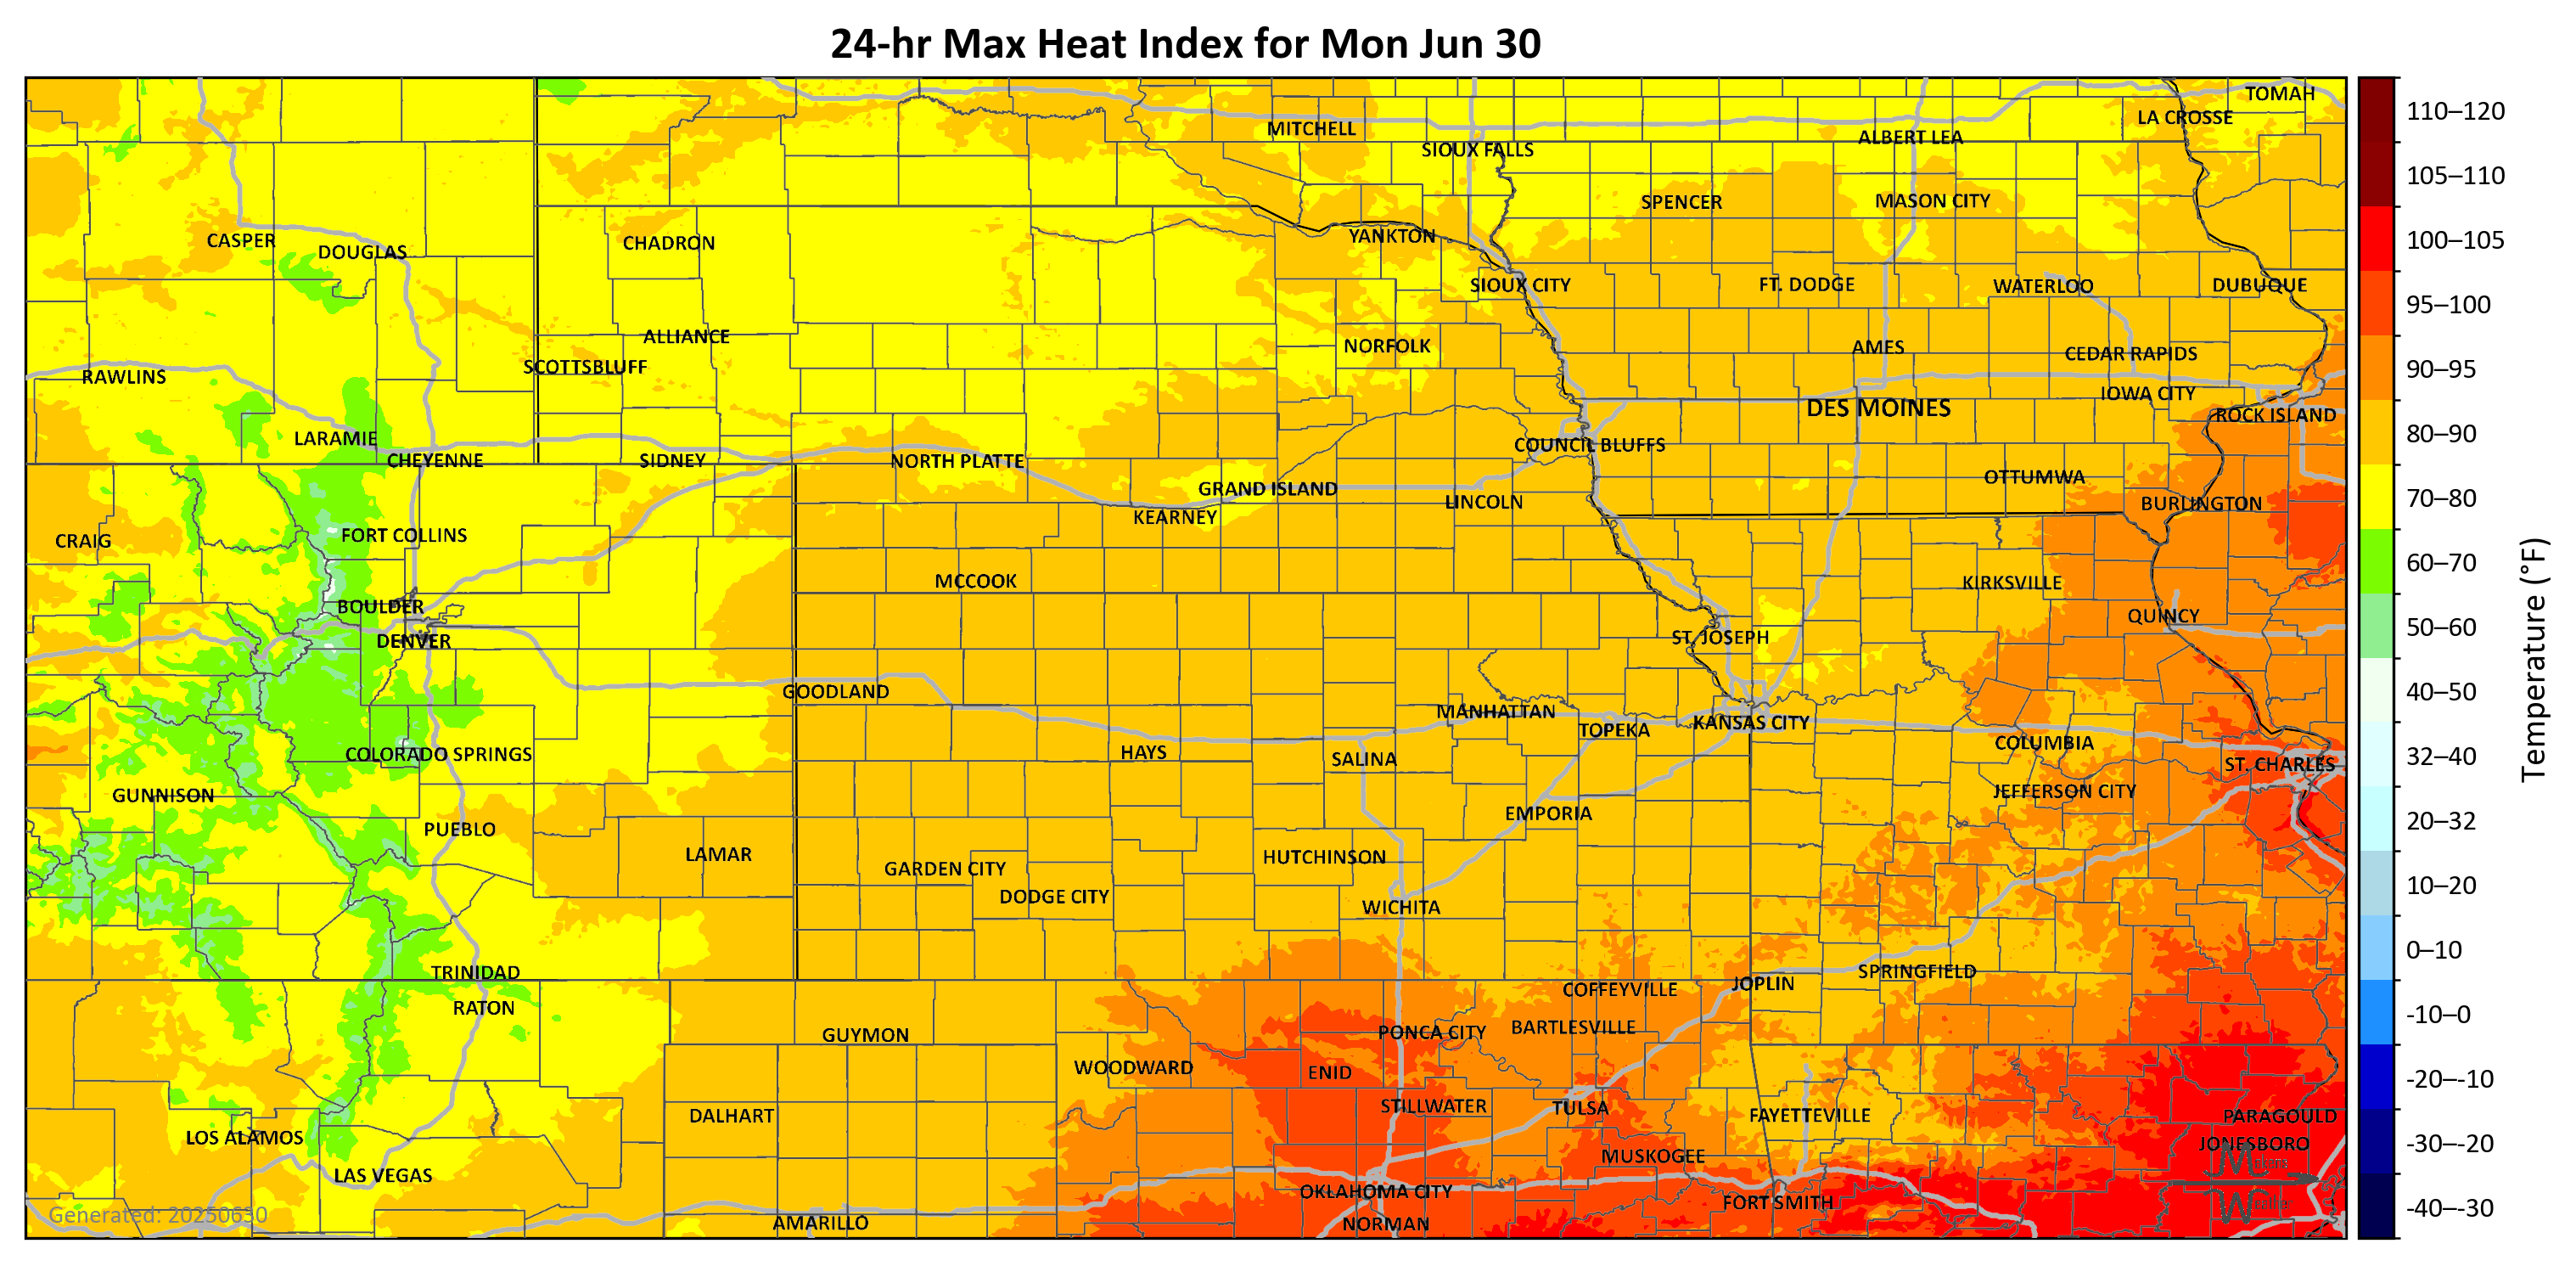 24-hr Max Heat Index for Mon Jun 30
TOMAH
LA CROSSE
MITCHELL
ALBERT LEA
SIOUX FALLS
SPENCER
MASON CITY
CASPER
DOUGLAS
CHADRON
YANKTON
SIOUX CITY
FT. DODGE
WATERLOO
DUBUQUE
ALLIANCE
NORFOLK
AMES
CEDAR RAPIDS
SCOTTSBLUFF
RAWLINS
IOWA CITY
DES MOINES
ROCK ISLAND
LARAMIE
COUNCIL BLUFFS
CHEYENNE
SIDNEY
NORTH PLATTE
OTTUMWA
GRAND ISLAND
LINCOLN
BURLINGTON
KEARNEY
FORT COLLINS
CRAIG
MCCOOK
KIRKSVILLE
BOULDER
QUINCY
DENVER
ST. JOSEPH
GOODLAND
MANHATTAN
TOPEKA
KANSAS CITY
COLUMBIA
COLORADO SPRINGS
HAYS
SALINA
ST. CHARLES
GUNNISON
JEFFERSON CITY
EMPORIA
PUEBLO
LAMAR
HUTCHINSON
GARDEN CITY
DODGE CITY
WICHITA
TRINIDAD
SPRINGFIELD
JOPLIN
COFFEYVILLE
RATON
GUYMON
PONCA CITY
BARTLESVILLE
WOODWARD
ENID
STILLWATER
TULSA
DALHART
FAYETTEVILLE
PARAGOULD
LOS ALAMOS
JONESBORO
MUSKOGEE
LAS VEGAS
OKLAHOMA CITY
FORT SMITH
Generated: 20250630
AMARILLO
NORMAN
110–120
105–110
100–105
95–100
90–95
80–90
70–80
60–70
50–60
40–50
32–40
20–32
10–20
0–10
-10–0
-20–-10
-30–-20
-40–-30
Temperature (°F)